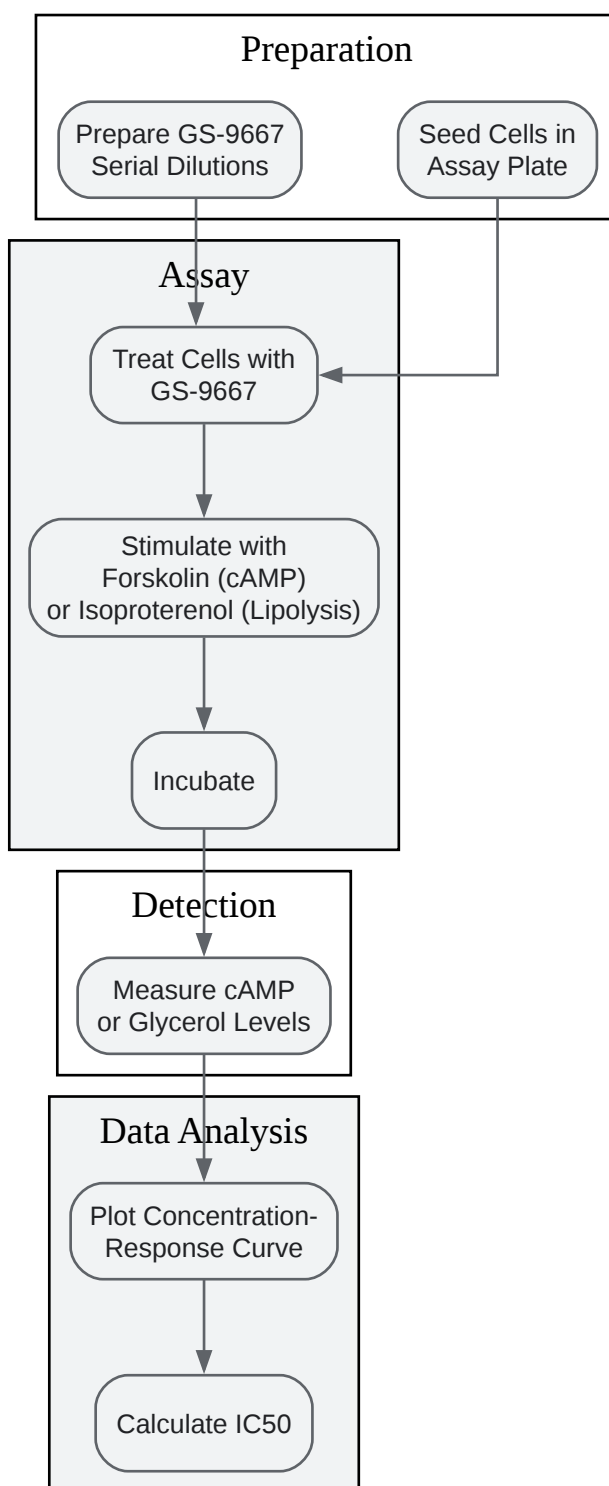 Preparation
Prepare GS-9667
Serial Dilutions
Seed Cells in
Assay Plate
Assay
Treat Cells with
GS-9667
Stimulate with
Forskolin (cAMP)
or Isoproterenol (Lipolysis)
Incubate
Detection
Measure cAMP
or Glycerol Levels
Data Analysis
Plot Concentration-
Response Curve
Calculate IC50